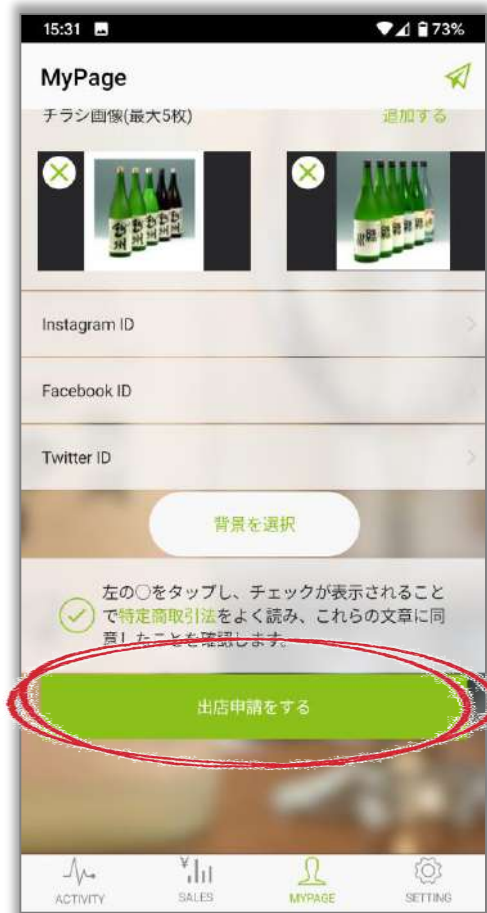 15:31
73%
MyPage
チラシ画像(最大5枚)
追加する
Instagram ID
Facebook ID
Twitter ID
背景を選択
左の○をタップし、チェックが表示されること
で特定商取引法をよく読み、これらの文章に同
意したことを確認します。
出店申請をする
ACTIVITY
SALES
MYPAGE
SETTING